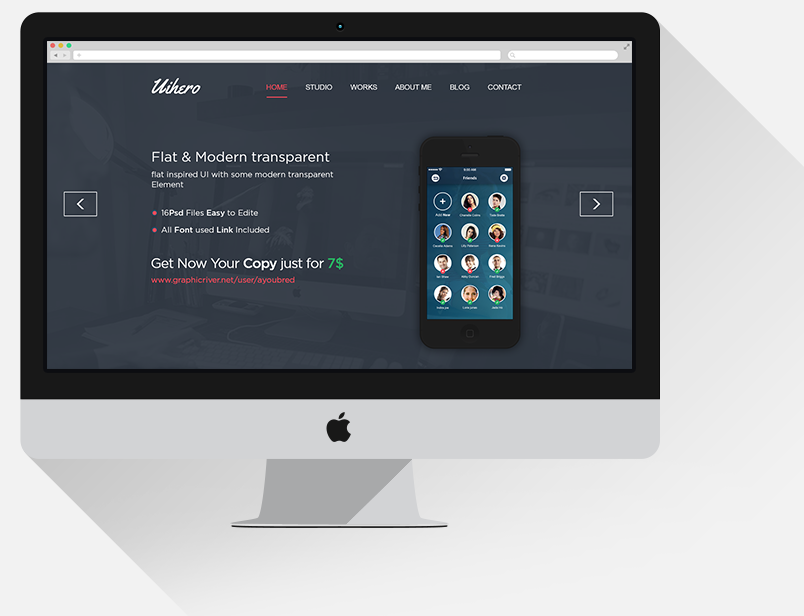 Uihero
HOME STUDIO WORKS ABOUT ME BLOG CONTACT
Flat & Modern transparent
flat inspired UI with some modern transparent
Element
16Psd Files Easy to Edite
All Font used Link Included
Get Now Your Copy just for 7$
www.graphicriver.net/user/ayoubred
Friends
Add New